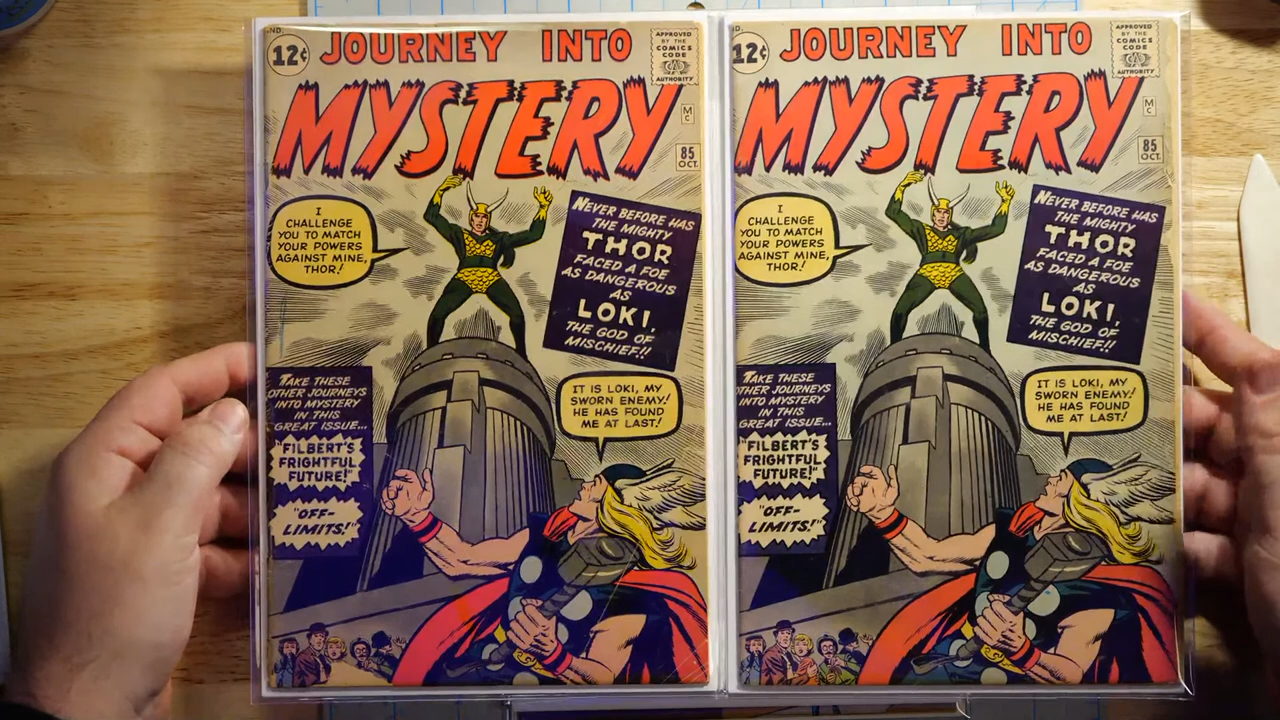 IND.
12¢
JOURNEY INTO
MYSTERY
APPROVED
BY THE
COMICS
CODE
AUTHORITY
M
C
85
OCT.
I
CHALLENGE
YOU TO MATCH
YOUR POWERS
AGAINST MINE,
THOR!
NEVER BEFORE HAS
THE MIGHTY
THOR
FACED A FOE
AS DANGEROUS
AS
LOKI,
THE GOD OF
MISCHIEF!!
TAKE THESE
OTHER JOURNEYS
INTO MYSTERY
IN THIS
GREAT ISSUE...
"FILBERT'S
FRIGHTFUL
FUTURE!"
"OFF-
LIMITS!"
IT IS LOKI, MY
SWORN ENEMY!
HE HAS FOUND
ME AT LAST!
ND.
12¢
JOURNEY INTO
MYSTERY
APPROVED
BY THE
COMICS
CODE
AUTHORITY
M
C
85
OCT.
I
CHALLENGE
YOU TO MATCH
YOUR POWERS
AGAINST MINE,
THOR!
NEVER BEFORE HAS
THE MIGHTY
THOR
FACED A FOE
AS DANGEROUS
AS
LOKI,
THE GOD OF
MISCHIEF!!
TAKE THESE
OTHER JOURNEYS
INTO MYSTERY
IN THIS
GREAT ISSUE...
"FILBERT'S
FRIGHTFUL
FUTURE!"
"OFF-
LIMITS!"
IT IS LOKI, MY
SWORN ENEMY!
HE HAS FOUND
ME AT LAST!